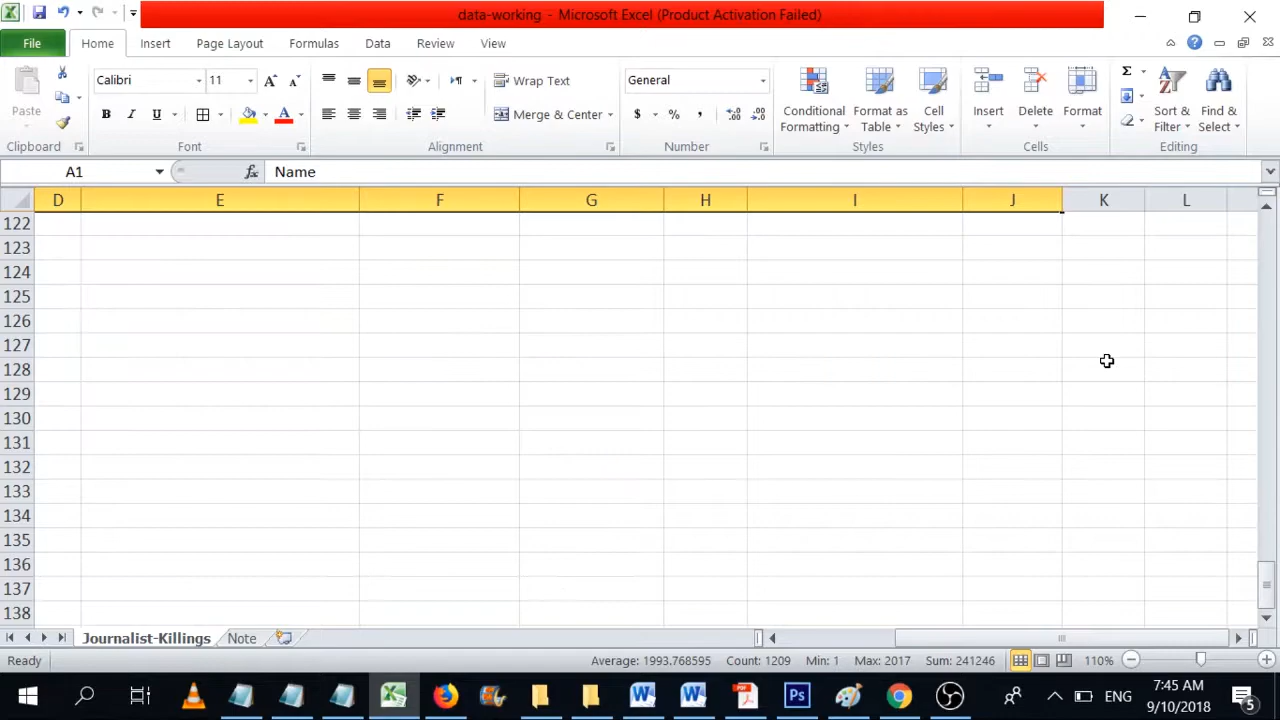 data-working - Microsoft Excel (Product Activation Failed)
File Home Insert Page Layout Formulas Data Review View
Calibri 11 Wrap Text General
Paste Merge & Center $ % , Conditional Formatting Format as Table Cell Styles Insert Delete Format Sort & Filter Find & Select
Clipboard Font Alignment Number Styles Cells Editing
A1 fx Name
D E F G H I J K L
122
123
124
125
126
127
128
129
130
131
132
133
134
135
136
137
138
Journalist-Killings Note
Ready Average: 1993.768595 Count: 1209 Min: 1 Max: 2017 Sum: 241246 110%
ENG 7:45 AM
9/10/2018 5